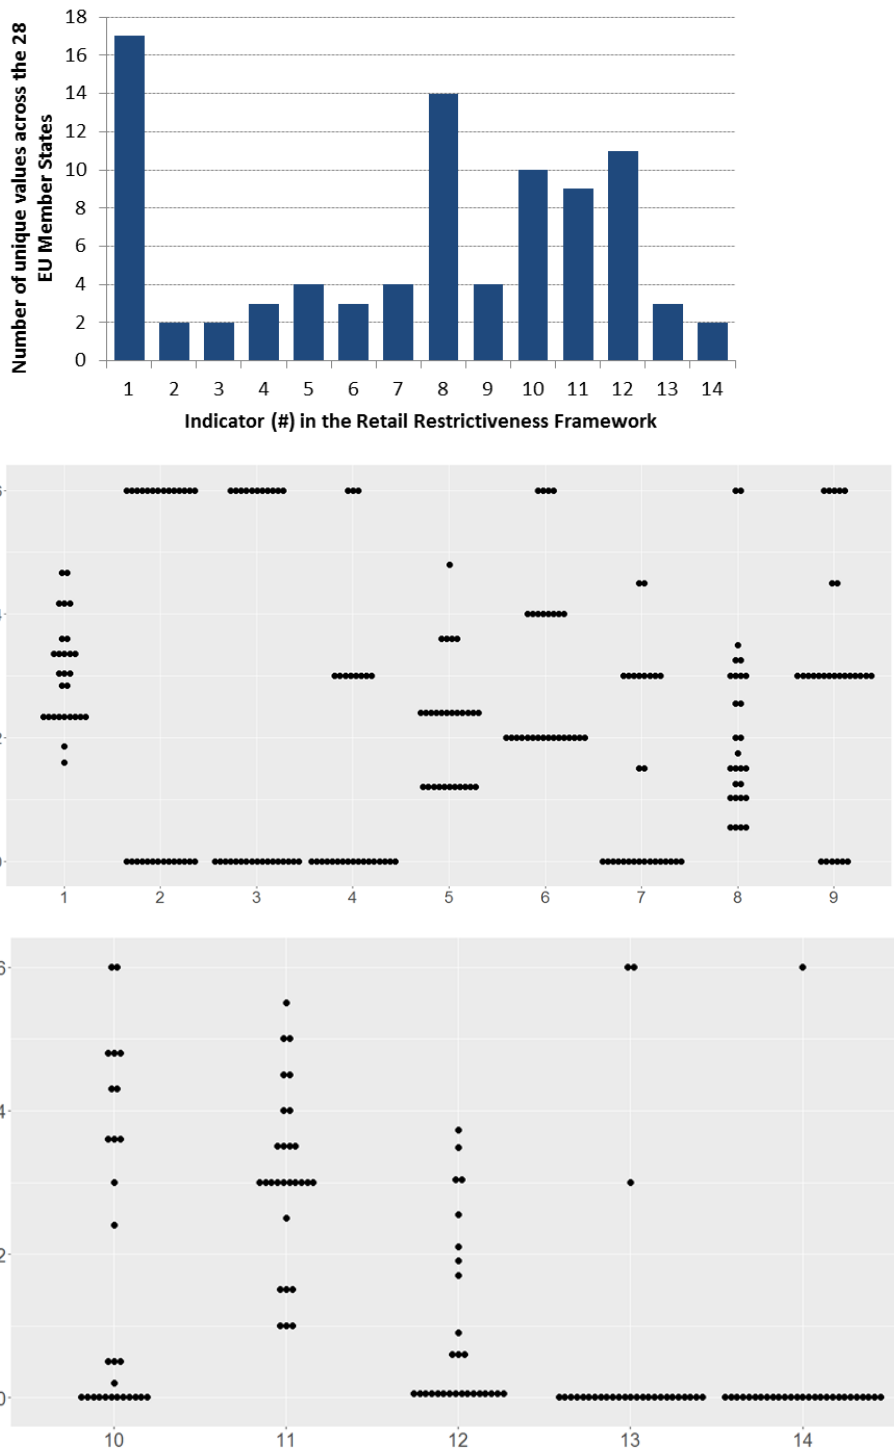 Number of unique values across the 28
EU Member States
18
16
14
12
10
8
6
4
2
0
1 2 3 4 5 6 7 8 9 10 11 12 13 14
Indicator (#) in the Retail Restrictiveness Framework
1 2 3 4 5 6 7 8 9
6
4
2
0
10 11 12 13 14